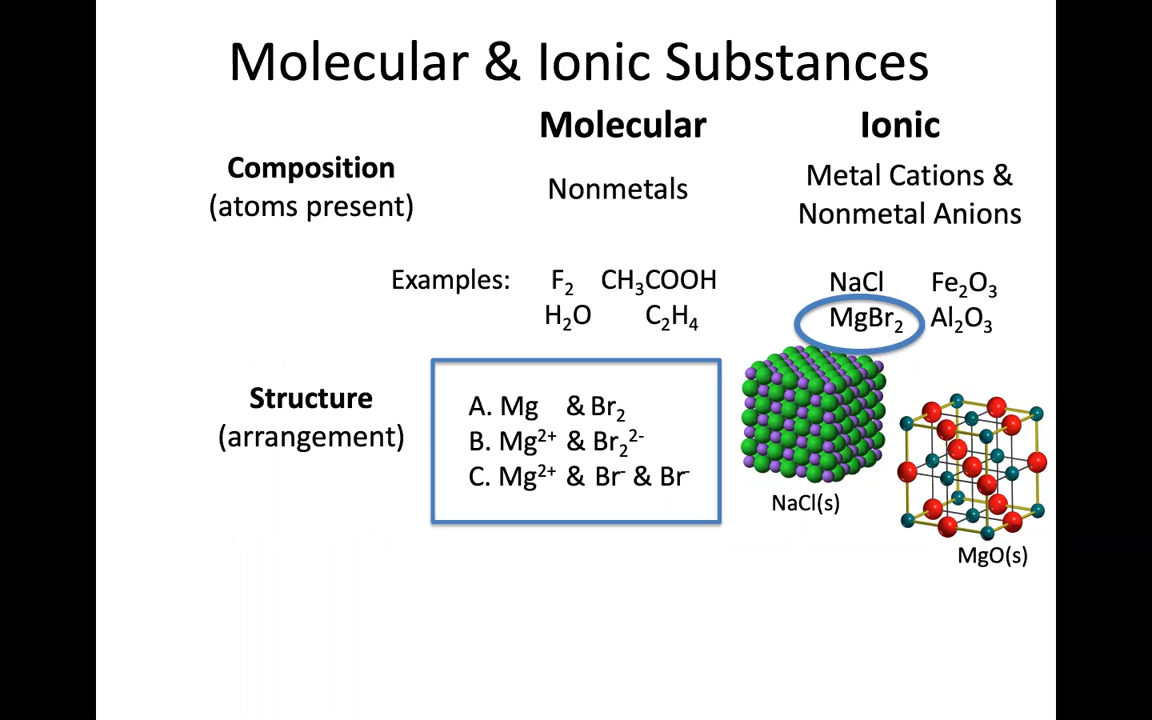 Molecular & Ionic Substances
Molecular Ionic
Composition
(atoms present)
Nonmetals
Metal Cations &
Nonmetal Anions
Examples: F₂ CH₃COOH NaCl Fe₂O₃
H₂O C₂H₄ MgBr₂ Al₂O₃
Structure
(arrangement)
A. Mg & Br₂
B. Mg²⁺ & Br₂²⁻
C. Mg²⁺ & Br⁻ & Br⁻
NaCl(s)
MgO(s)